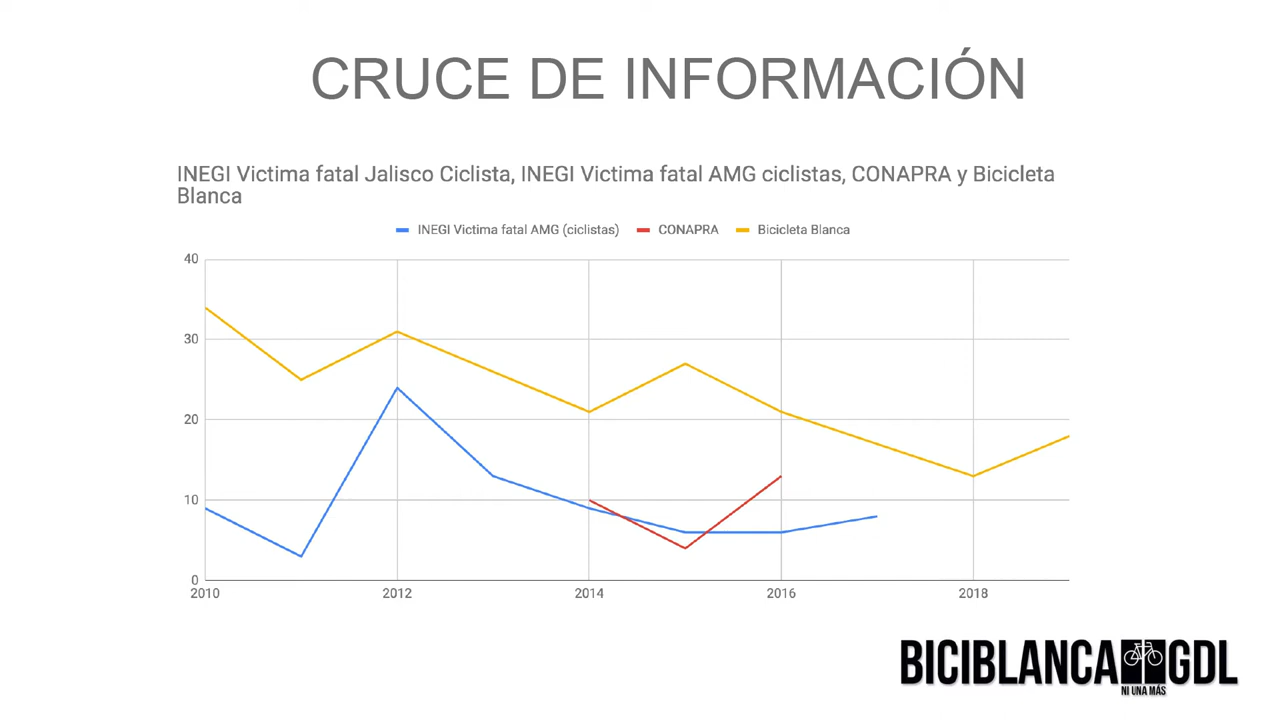 CRUCE DE INFORMACIÓN
INEGI Victima fatal Jalisco Ciclista, INEGI Victima fatal AMG ciclistas, CONAPRA y Bicicleta
Blanca
INEGI Victima fatal AMG (ciclistas) CONAPRA Bicicleta Blanca
40
30
20
10
0
2010 2012 2014 2016 2018
BICIBLANCA GDL
NI UNA MÁS